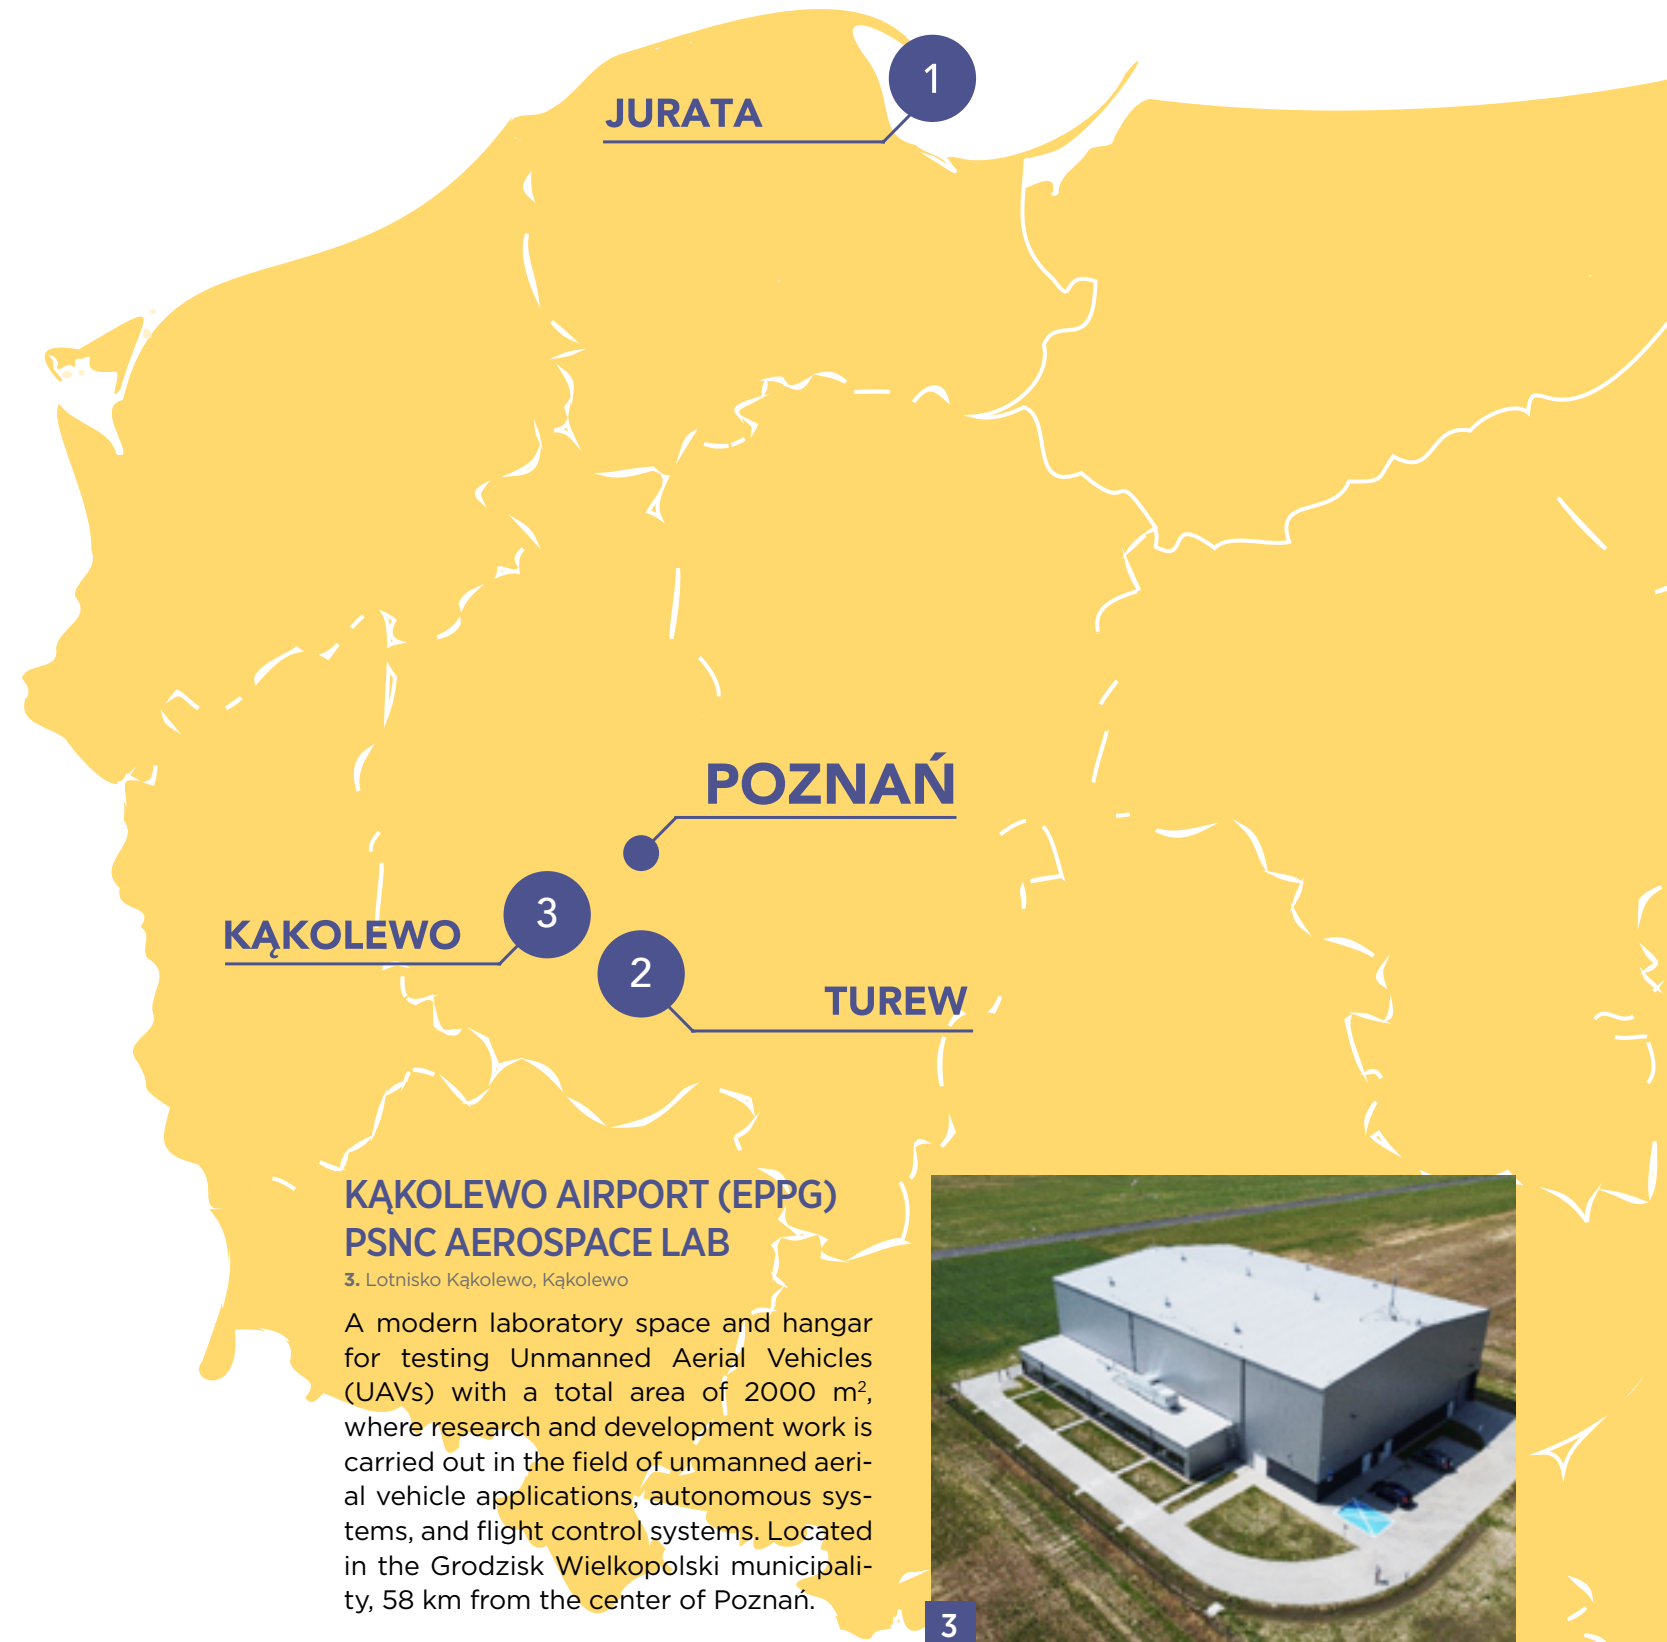 1
JURATA
POZNAŃ
3
KĄKOLEWO
2
TUREW
KĄKOLEWO AIRPORT (EPPG)
PSNC AEROSPACE LAB
3. Lotnisko Kąkolewo, Kąkolewo
A modern laboratory space and hangar
for testing Unmanned Aerial Vehicles
(UAVs) with a total area of 2000 m²,
where research and development work is
carried out in the field of unmanned aeri-
al vehicle applications, autonomous sys-
tems, and flight control systems. Located
in the Grodzisk Wielkopolski municipali-
ty, 58 km from the center of Poznań.
3